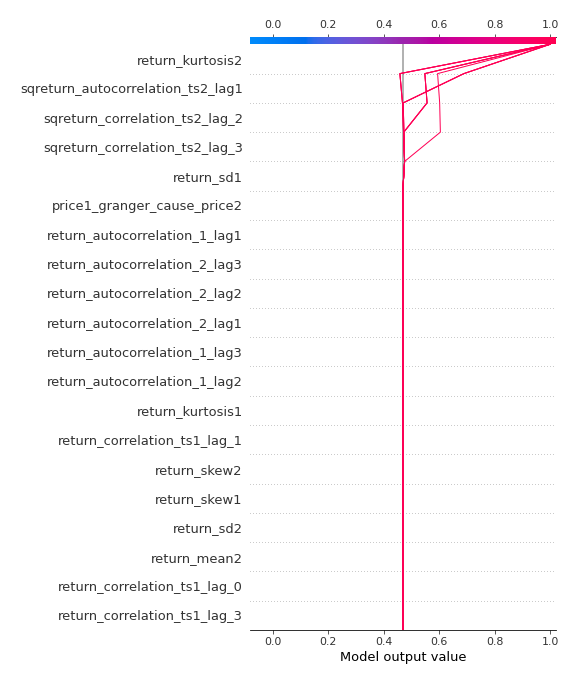 0.0 0.2 0.4 0.6 0.8 1.0
return_kurtosis2
sqreturn_autocorrelation_ts2_lag1
sqreturn_correlation_ts2_lag_2
sqreturn_correlation_ts2_lag_3
return_sd1
price1_granger_cause_price2
return_autocorrelation_1_lag1
return_autocorrelation_2_lag3
return_autocorrelation_2_lag2
return_autocorrelation_2_lag1
return_autocorrelation_1_lag3
return_autocorrelation_1_lag2
return_kurtosis1
return_correlation_ts1_lag_1
return_skew2
return_skew1
return_sd2
return_mean2
return_correlation_ts1_lag_0
return_correlation_ts1_lag_3
0.0 0.2 0.4 0.6 0.8 1.0
Model output value